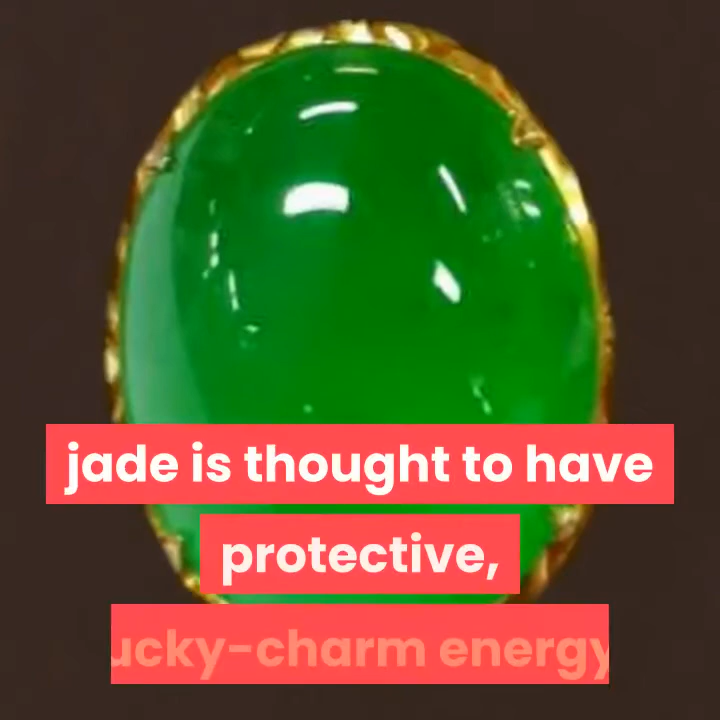 jade is thought to have
protective,
ucky-charm energy